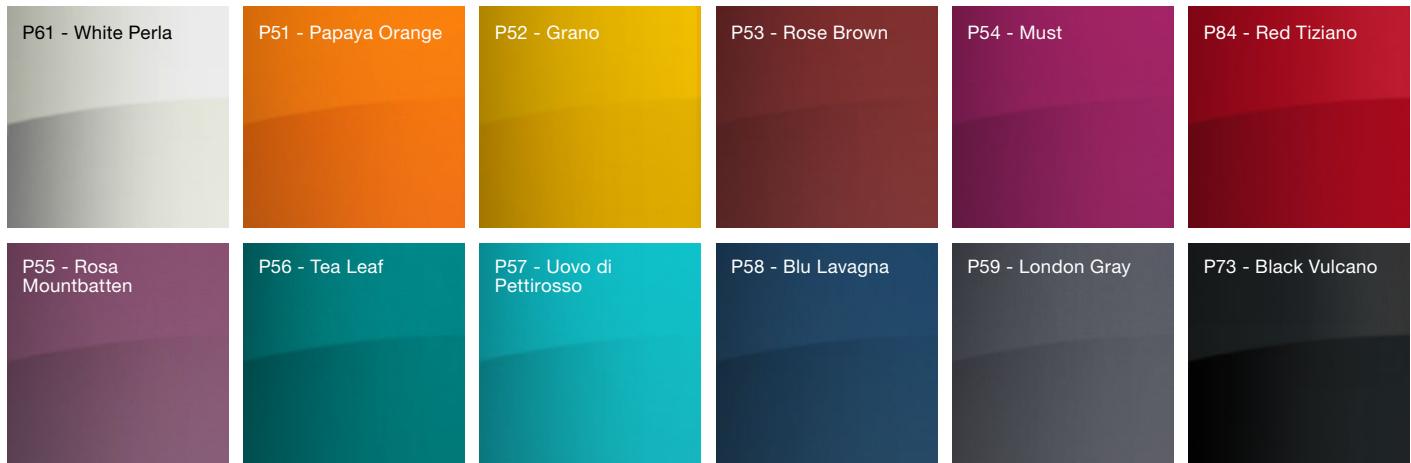 P61 - White Perla
P51 - Papaya Orange
P52 - Grano
P53 - Rose Brown
P54 - Must
P84 - Red Tiziano
P55 - Rosa
Mountbatten
P56 - Tea Leaf
P57 - Uovo di
Pettirosso
P58 - Blu Lavagna
P59 - London Gray
P73 - Black Vulcano